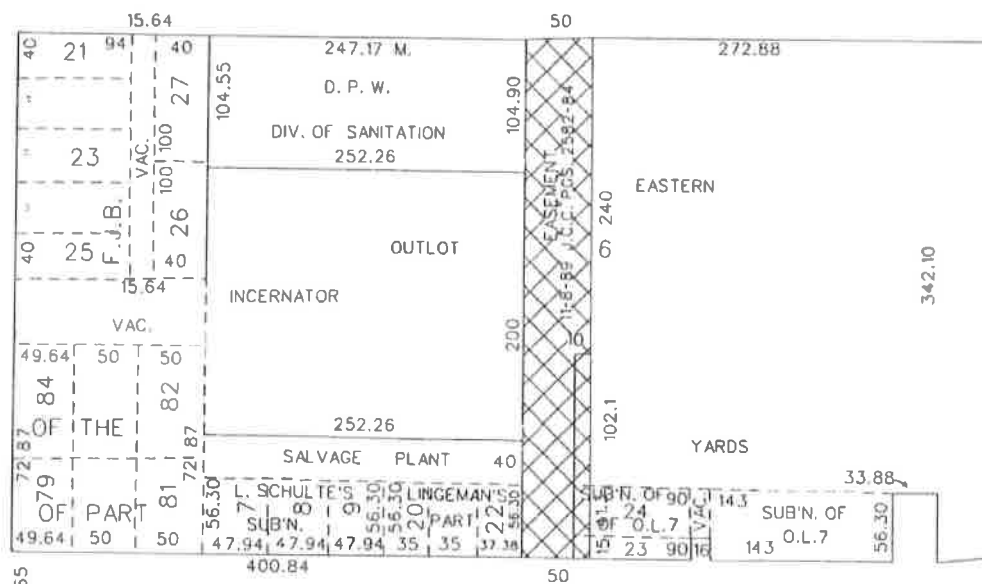 15.64
50
40 21 94 40 247.17 M. 272.88
27 104.55 D. P. W. 104.90
DIV. OF SANITATION
23 VAC. 100 252.26
100
EASEMENT
11-8-89 J.C.C. PGS. 2582-84
EASTERN
240
6
F.J.B. 26
40 25 40
OUTLOT
15.64
INCERNATOR
342.10
VAC.
200
10
49.64 50 50
84 82
OF THE
102.1
252.26
72.87 72.87
SALVAGE PLANT 40
YARDS
33.88
79 81
OF PART
56.30 L. SCHULTE'S 56.30 56.30 LINGEMAN'S 56.30
7 8 9 20 PART 22
SUB'N.
SUB'N. OF 90 VAC. 143
24
OF O.L.7
SUB'N. OF
O.L.7
56.30
49.64 50 50
47.94 47.94 47.94 35 35 37.38
15 23 90 16 143
400.84
50